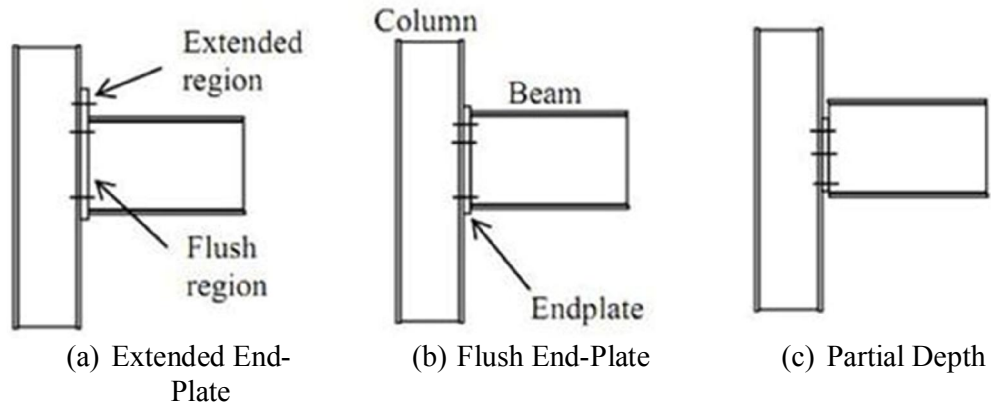 Extended
region
Flush
region
(a) Extended End-
Plate
Column
Beam
Endplate
(b) Flush End-Plate
(c) Partial Depth